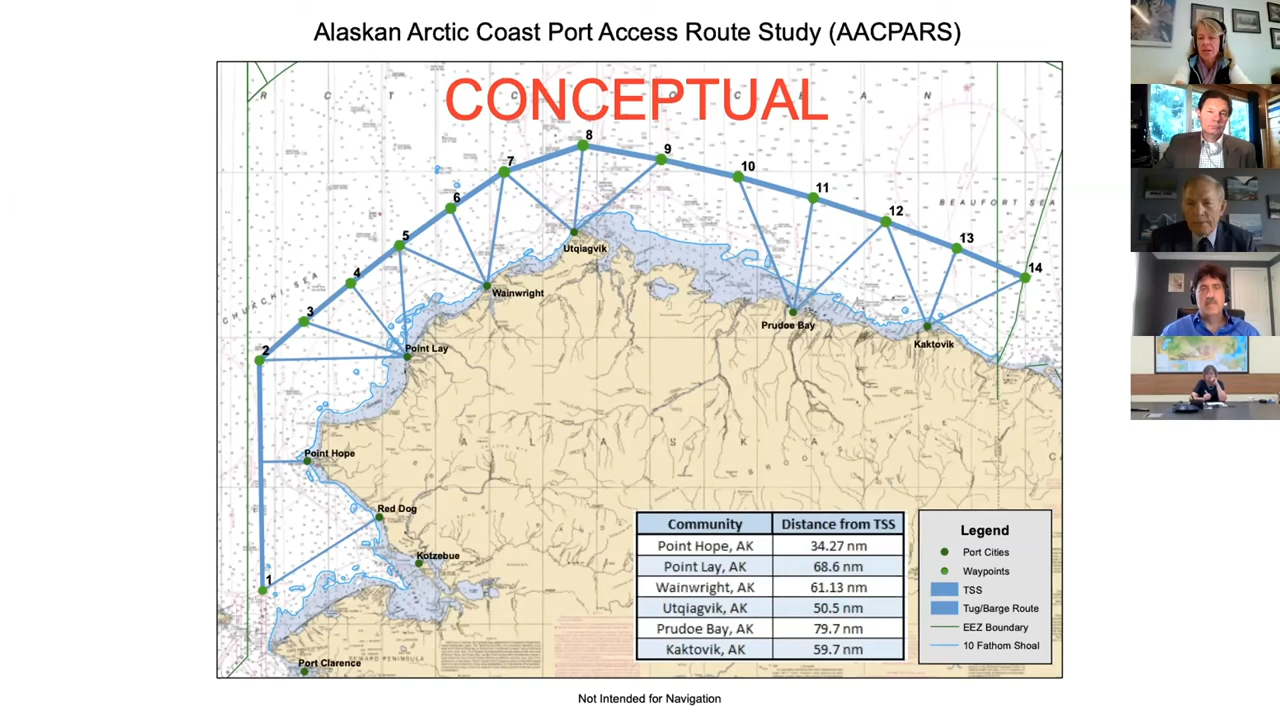 Alaskan Arctic Coast Port Access Route Study (AACPARS)
CONCEPTUAL
R C T C O C E A N
8
9
7
10
11
6
12
BEAUFORT SEA
5
Utqiagvik
13
4
14
CHUKCHI SEA
Wainwright
3
Prudoe Bay
2
Point Lay
Kaktovik
A L A S K A
Point Hope
BROOK RANGE
Red Dog
Kotzebue
1
Port Clarence
SEWARD PENINSULA
Community Distance from TSS
Point Hope, AK 34.27 nm
Point Lay, AK 68.6 nm
Wainwright, AK 61.13 nm
Utqiagvik, AK 50.5 nm
Prudoe Bay, AK 79.7 nm
Kaktovik, AK 59.7 nm
Legend
Port Cities
Waypoints
TSS
Tug/Barge Route
EEZ Boundary
10 Fathom Shoal
Not Intended for Navigation